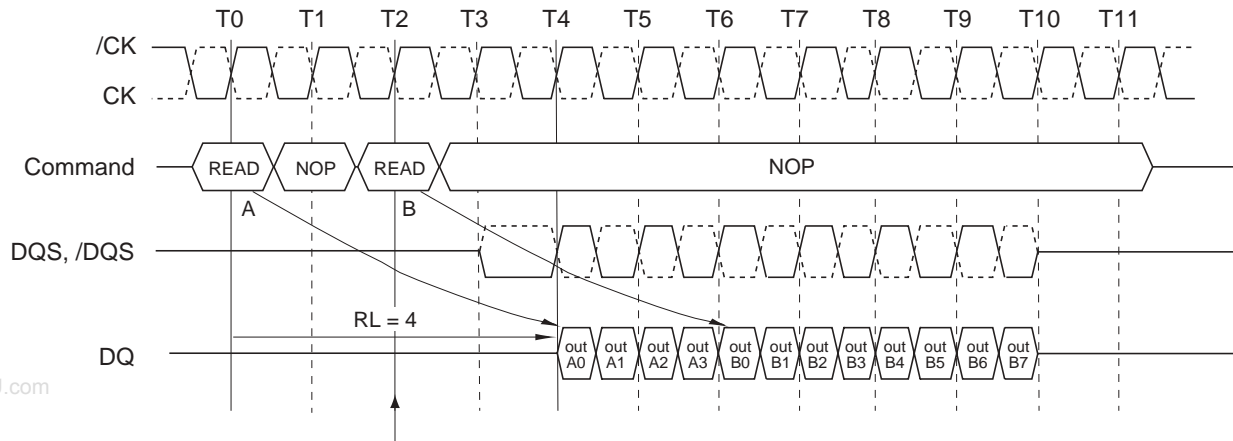 T0 T1 T2 T3 T4 T5 T6 T7 T8 T9 T10 T11
/CK
CK
Command
READ NOP READ NOP
A B
DQS, /DQS
RL = 4
DQ
out A0 out A1 out A2 out A3 out B0 out B1 out B2 out B3 out B4 out B5 out B6 out B7
.com